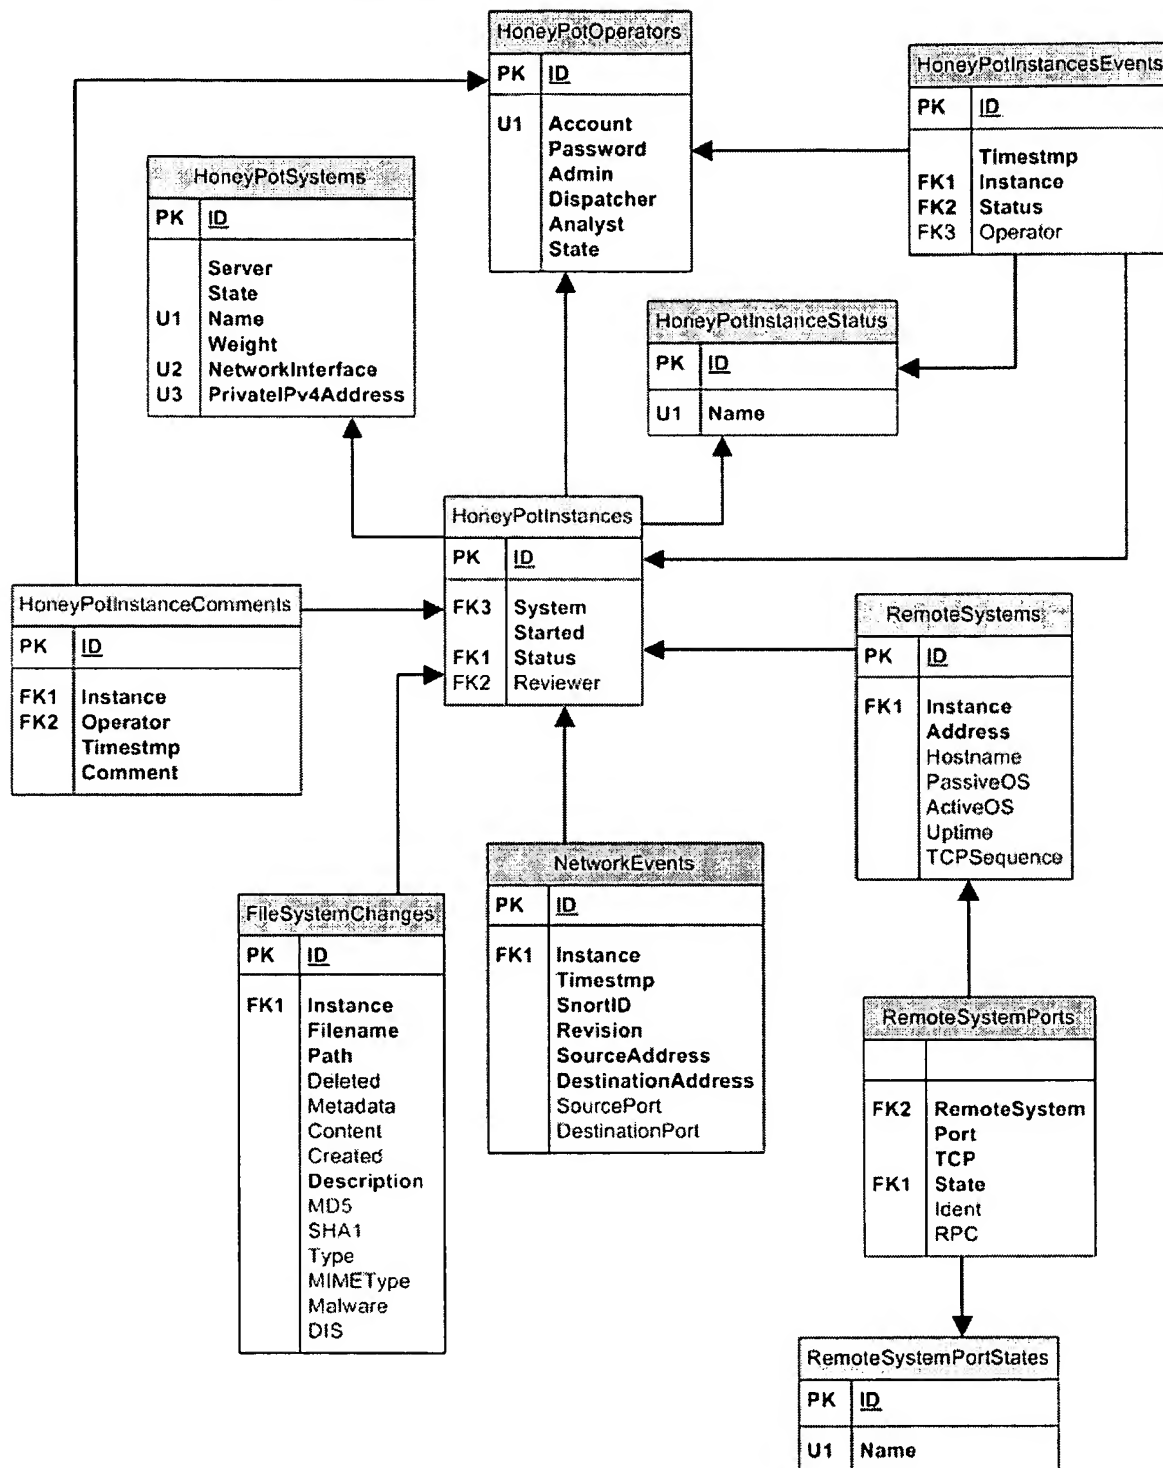 HoneyPotOperators
PK ID
U1 Account
Password
Admin
Dispatcher
Analyst
State
HoneyPotInstancesEvents
PK ID
Timestmp
FK1 Instance
FK2 Status
FK3 Operator
HoneyPotSystems
PK ID
Server
State
U1 Name
Weight
U2 NetworkInterface
U3 PrivateIPv4Address
HoneyPotInstanceStatus
PK ID
U1 Name
HoneyPotInstances
PK ID
FK3 System
Started
FK1 Status
FK2 Reviewer
HoneyPotInstanceComments
PK ID
FK1 Instance
FK2 Operator
Timestmp
Comment
RemoteSystems
PK ID
FK1 Instance
Address
Hostname
PassiveOS
ActiveOS
Uptime
TCPSequence
NetworkEvents
PK ID
FK1 Instance
Timestmp
SnortID
Revision
SourceAddress
DestinationAddress
SourcePort
DestinationPort
FileSystemChanges
PK ID
FK1 Instance
Filename
Path
Deleted
Metadata
Content
Created
Description
MD5
SHA1
Type
MIMEType
Malware
DIS
RemoteSystemPorts
FK2 RemoteSystem
Port
TCP
FK1 State
Ident
RPC
RemoteSystemPortStates
PK ID
U1 Name